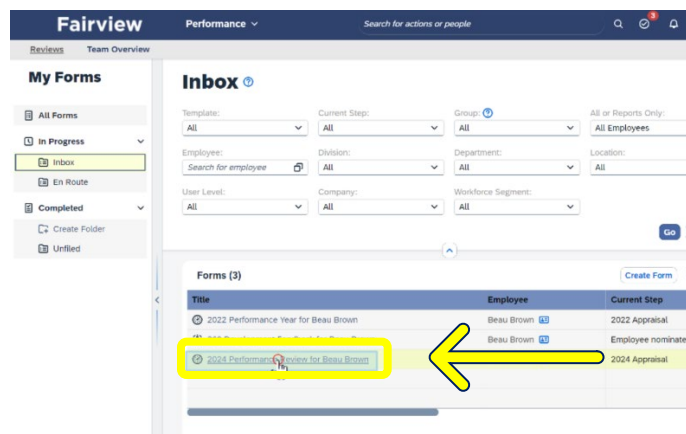 Fairview
Performance
Search for actions or people
3
Reviews
Team Overview
My Forms
All Forms
In Progress
Inbox
En Route
Completed
Create Folder
Unfiled
Inbox
Template:
Current Step:
Group:
All or Reports Only:
All
All
All
All Employees
Employee:
Division:
Department:
Location:
Search for employee
All
All
All
User Level:
Company:
Workforce Segment:
All
All
All
Go
Forms (3)
Create Form
Title
Employee
Current Step
2022 Performance Year for Beau Brown
Beau Brown
2022 Appraisal
Beau Brown
Employee nominate
2024 Performance Review for Beau Brown
2024 Appraisal